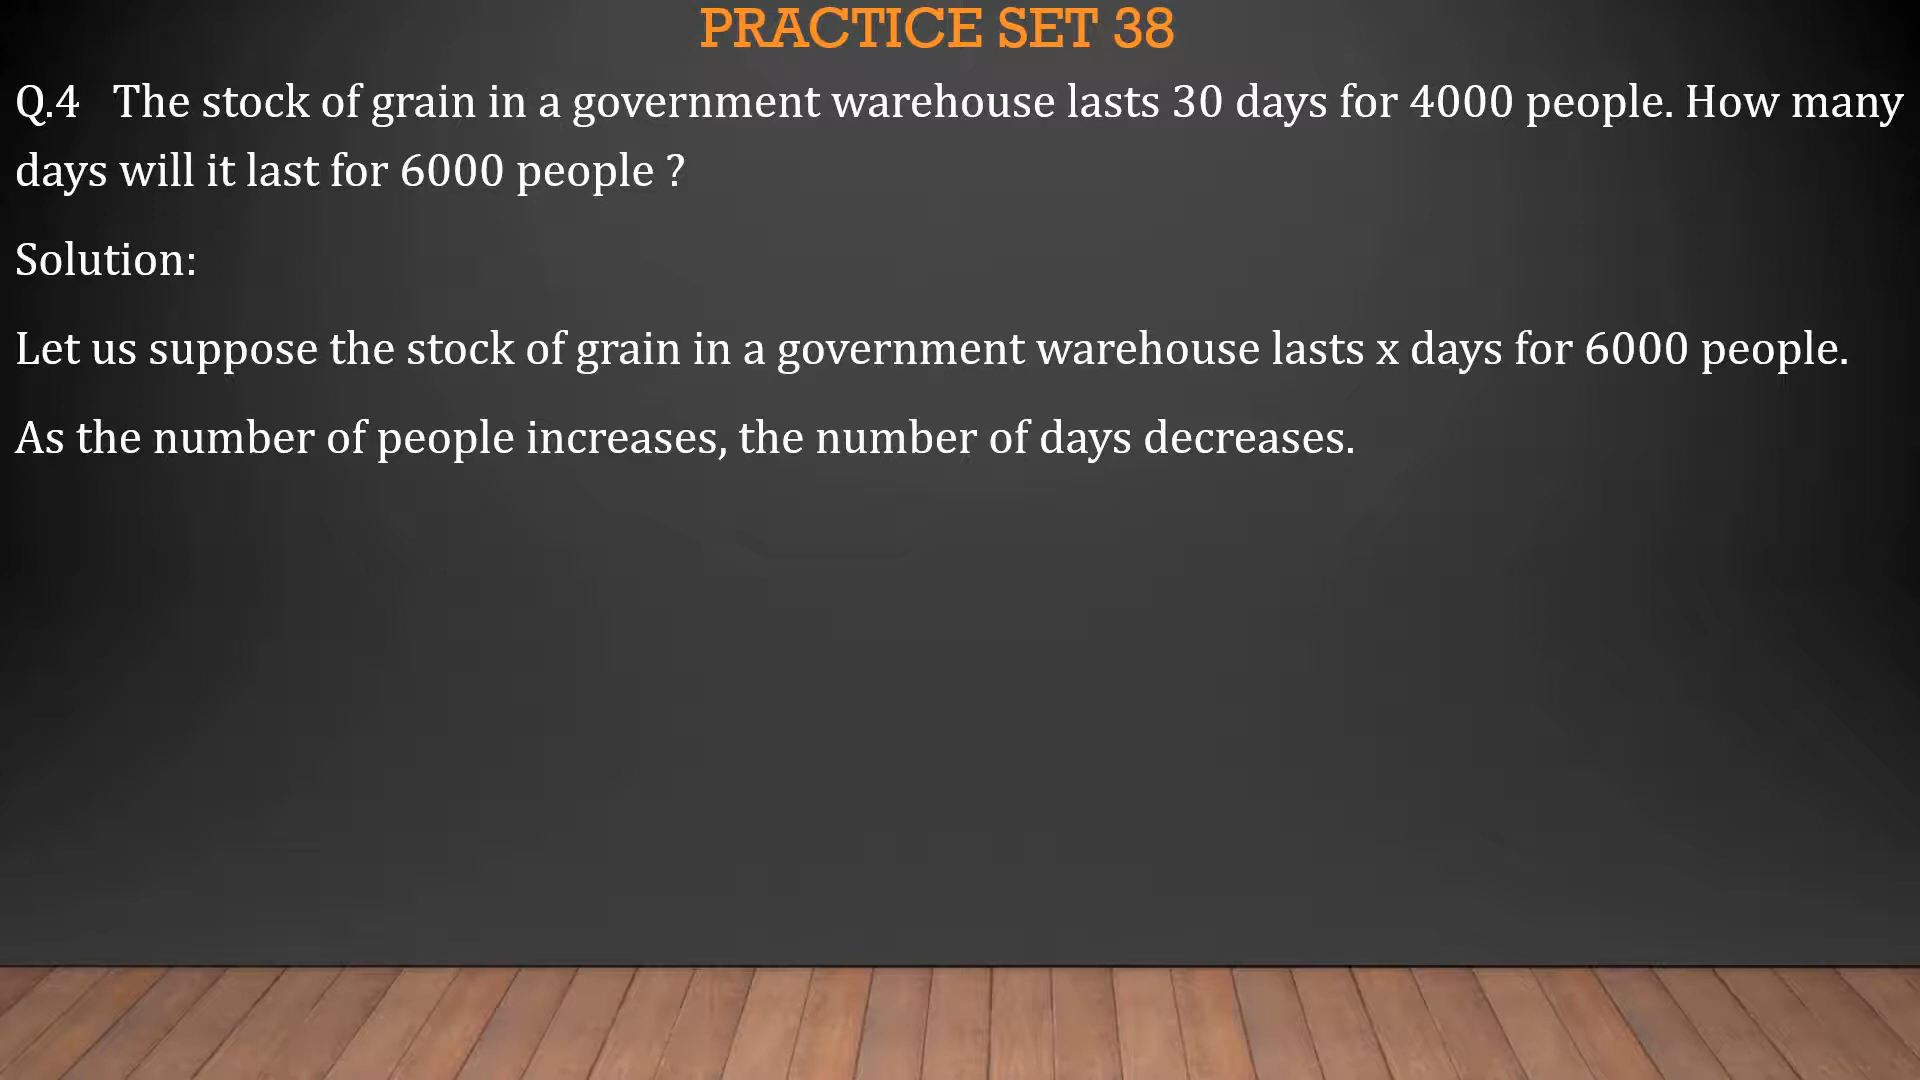 PRACTICE SET 38
Q.4 The stock of grain in a government warehouse lasts 30 days for 4000 people. How many
days will it last for 6000 people ?
Solution:
Let us suppose the stock of grain in a government warehouse lasts x days for 6000 people.
As the number of people increases, the number of days decreases.